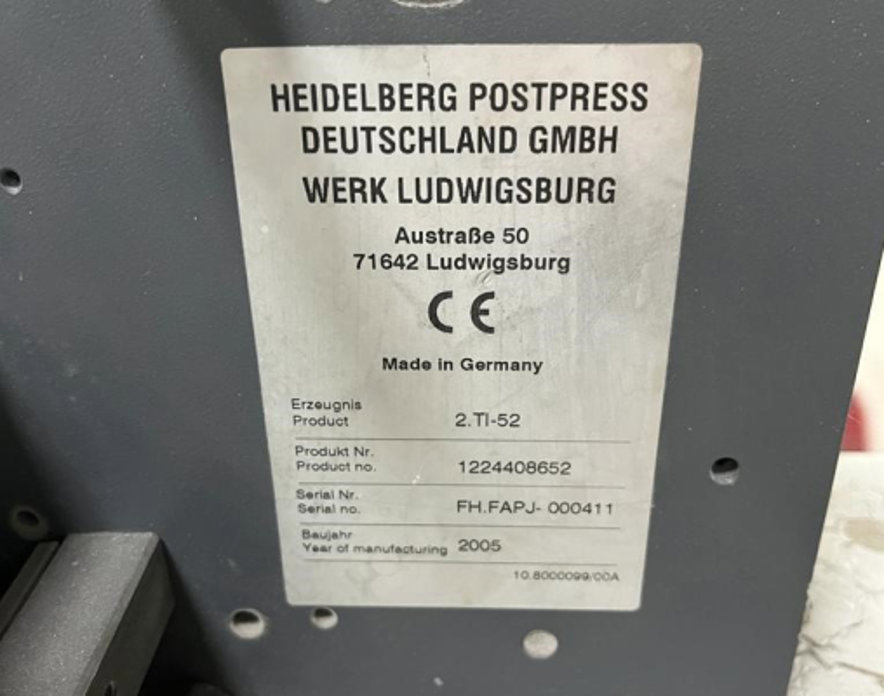 HEIDELBERG POSTPRESS
DEUTSCHLAND GMBH
WERK LUDWIGSBURG
Austraße 50
71642 Ludwigsburg
CE
Made in Germany
Erzeugnis
Product 2.TI-52
Produkt Nr.
Product no. 1224408652
Serial Nr.
Serial no. FH.FAPJ- 000411
Baujahr
Year of manufacturing 2005
10.8000099/00A